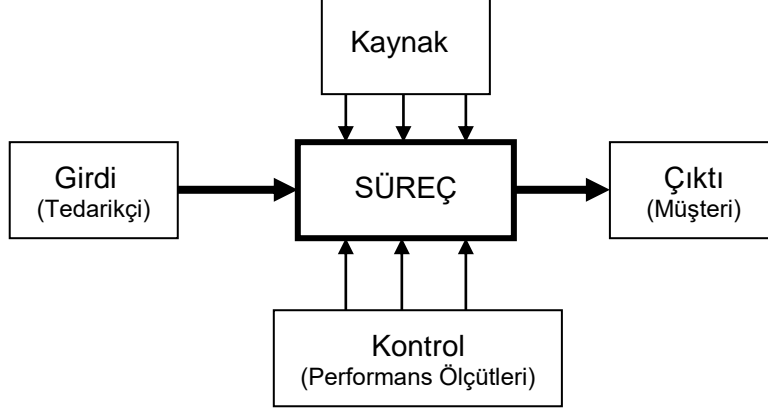 Kaynak
Girdi
(Tedarikçi)
SÜREÇ
Çıktı
(Müşteri)
Kontrol
(Performans Ölçütleri)